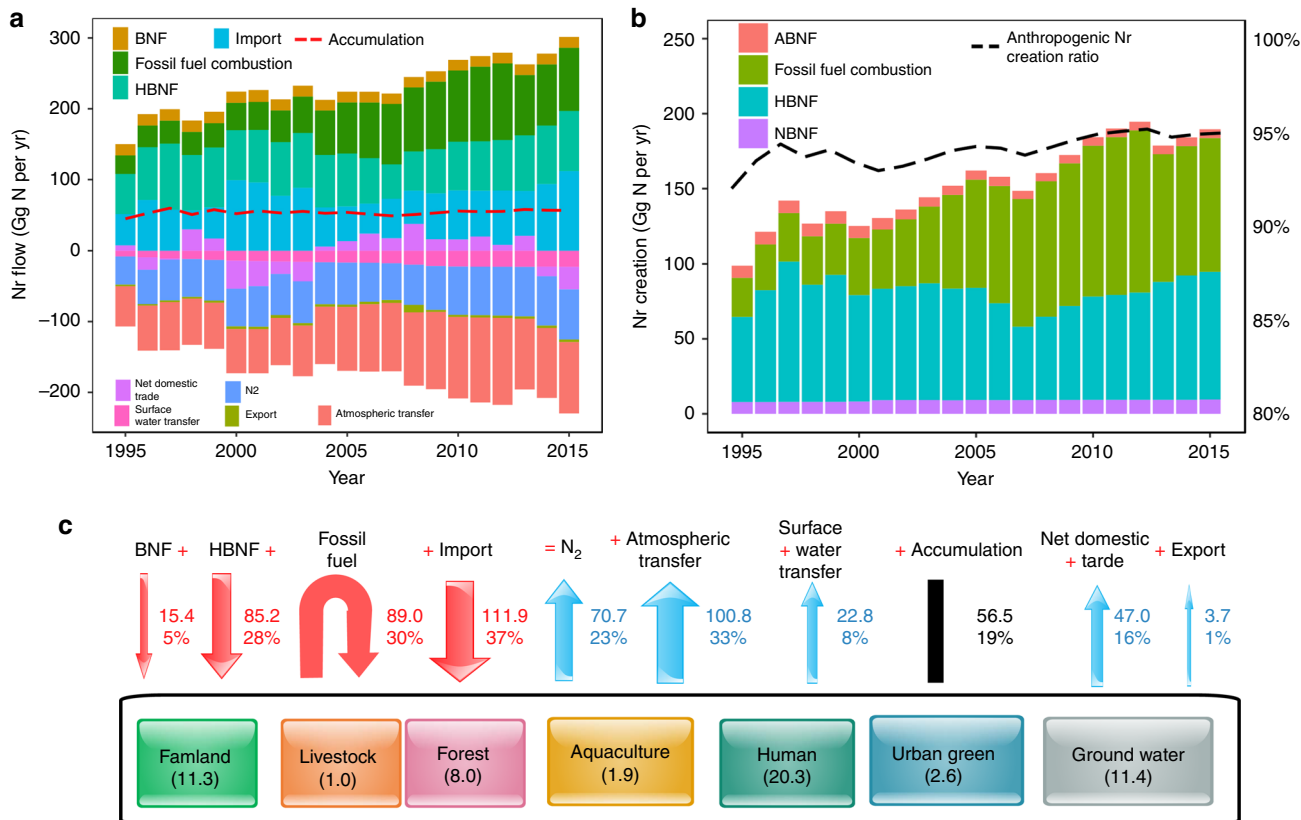 a
300
200
100
0
−100
−200
Nr flow (Gg N per yr)
BNF
Import
Accumulation
Fossil fuel combustion
HBNF
Net domestic
trade
N2
Surface
water transfer
Export
Atmospheric transfer
1995
2000
2005
2010
2015
Year
b
250
200
150
100
50
0
Nr creation (Gg N per yr)
ABNF
Fossil fuel combustion
HBNF
NBNF
Anthropogenic Nr
creation ratio
100%
95%
90%
85%
80%
1995
2000
2005
2010
2015
Year
c
BNF +
15.4
5%
HBNF +
85.2
28%
Fossil
fuel
89.0
30%
+ Import
111.9
37%
= N2
70.7
23%
+ Atmospheric
transfer
100.8
33%
Surface
+ water
transfer
22.8
8%
+ Accumulation
56.5
19%
Net domestic
+ tarde
47.0
16%
+ Export
3.7
1%
Famland
(11.3)
Livestock
(1.0)
Forest
(8.0)
Aquaculture
(1.9)
Human
(20.3)
Urban green
(2.6)
Ground water
(11.4)